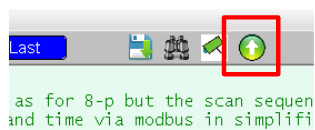 Last
as for 8-p but the scan sequen
and time via modbus in simplifi